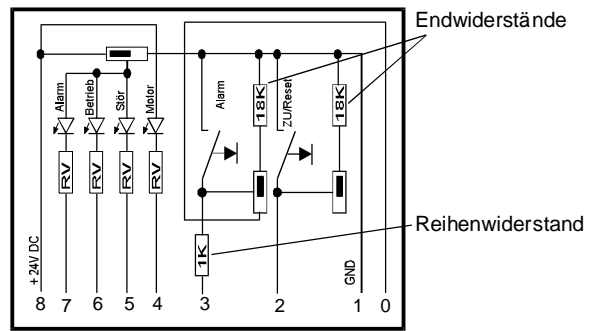 Endwiderstände
Alarm
Betrieb
Stör
Motor
Alarm
18K
ZU/Reset
18K
RV
RV
RV
RV
Reihenwiderstand
1K
+ 24V DC
GND
8 7 6 5 4 3 2 1 0